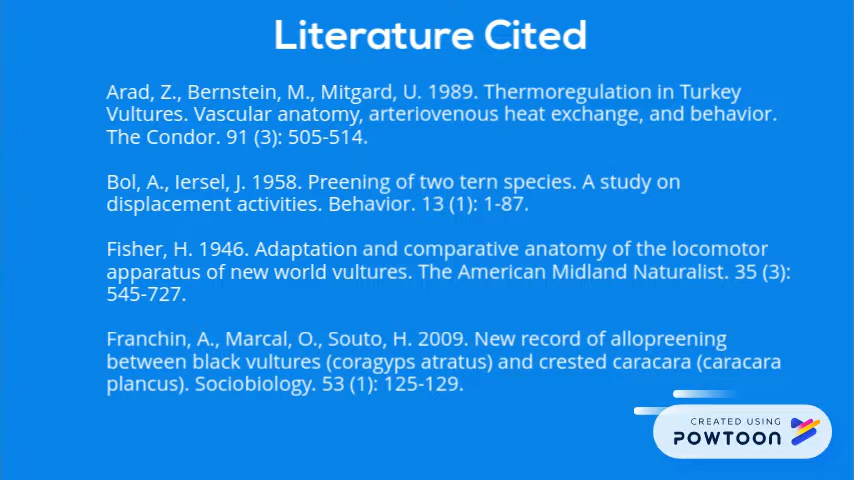 Literature Cited
Arad, Z., Bernstein, M., Mitgard, U. 1989. Thermoregulation in Turkey
Vultures. Vascular anatomy, arteriovenous heat exchange, and behavior.
The Condor. 91 (3): 505-514.
Bol, A., Iersel, J. 1958. Preening of two tern species. A study on
displacement activities. Behavior. 13 (1): 1-87.
Fisher, H. 1946. Adaptation and comparative anatomy of the locomotor
apparatus of new world vultures. The American Midland Naturalist. 35 (3):
545-727.
Franchin, A., Marcal, O., Souto, H. 2009. New record of allopreening
between black vultures (coragyps atratus) and crested caracara (caracara
plancus). Sociobiology. 53 (1): 125-129.
CREATED USING
POWTOON